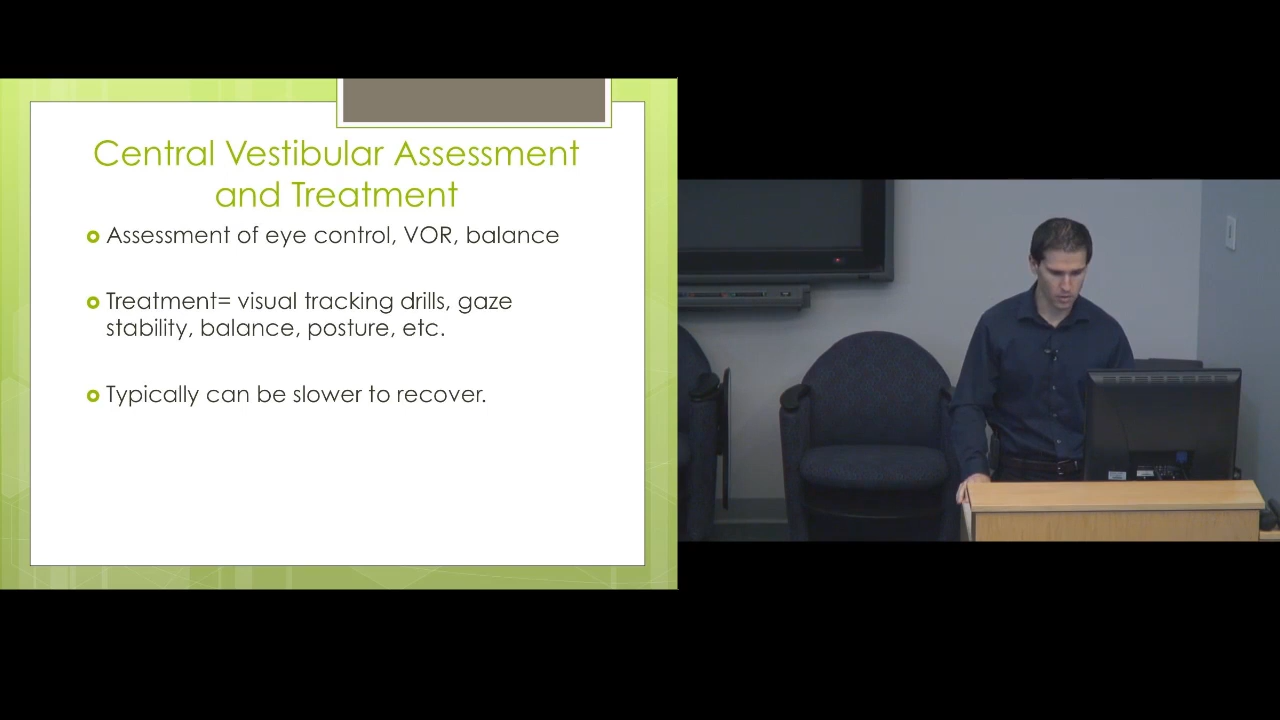 Central Vestibular Assessment
and Treatment
Assessment of eye control, VOR, balance
Treatment= visual tracking drills, gaze
stability, balance, posture, etc.
Typically can be slower to recover.